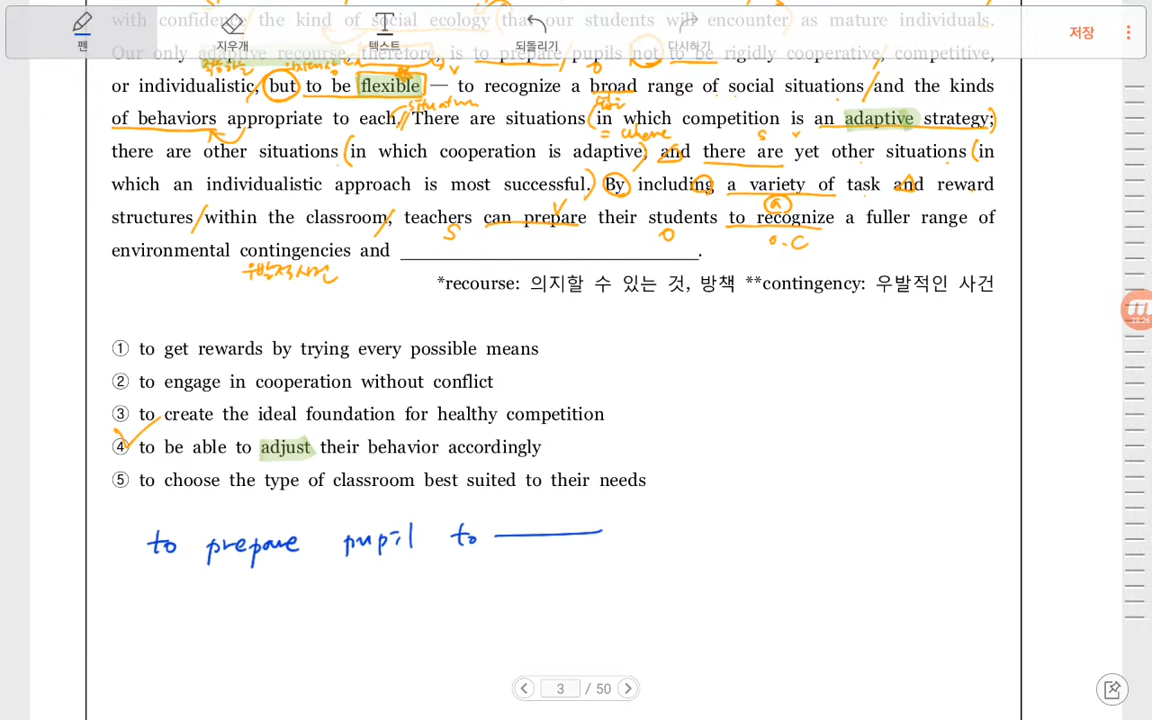 with confidence the kind of social ecology (that our students will encounter) as mature individuals.
펜 지우개 텍스트 되돌리기 다시하기 저장
Our only adaptive recourse, therefore, is to prepare pupils not to be rigidly cooperative, competitive,
or individualistic, but to be flexible — to recognize a broad range of social situations and the kinds
situation
of behaviors appropriate to each. There are situations (in which competition is an adaptive strategy;)
= where s v
there are other situations (in which cooperation is adaptive) and there are yet other situations (in
which an individualistic approach is most successful.) By including a variety of task and reward
structures within the classroom, teachers can prepare their students to recognize a fuller range of
S V O O.C
environmental contingencies and ____________.
우발적 사건
*recourse: 의지할 수 있는 것, 방책 **contingency: 우발적인 사건
① to get rewards by trying every possible means
② to engage in cooperation without conflict
③ to create the ideal foundation for healthy competition
④ to be able to adjust their behavior accordingly
⑤ to choose the type of classroom best suited to their needs
to prepare pupil to ____
3 / 50